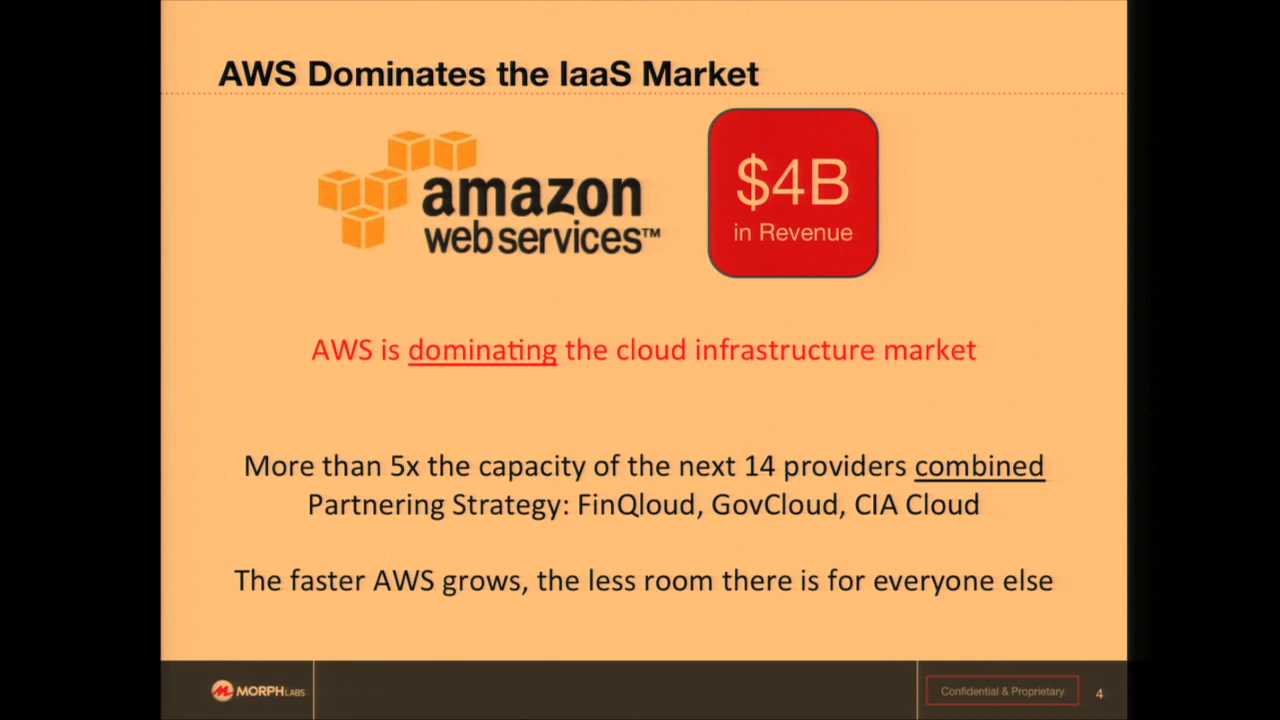 AWS Dominates the IaaS Market
amazon
web services™
$4B
in Revenue
AWS is dominating the cloud infrastructure market
More than 5x the capacity of the next 14 providers combined
Partnering Strategy: FinQloud, GovCloud, CIA Cloud
The faster AWS grows, the less room there is for everyone else
MORPHLABS
Confidential & Proprietary
4